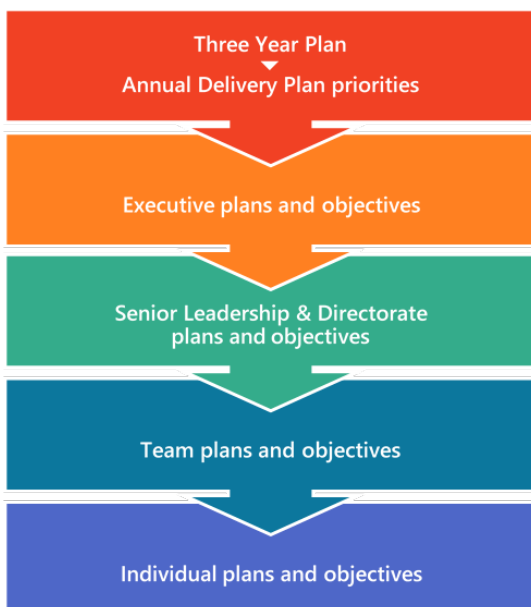 Three Year Plan
Annual Delivery Plan priorities
Executive plans and objectives
Senior Leadership & Directorate
plans and objectives
Team plans and objectives
Individual plans and objectives